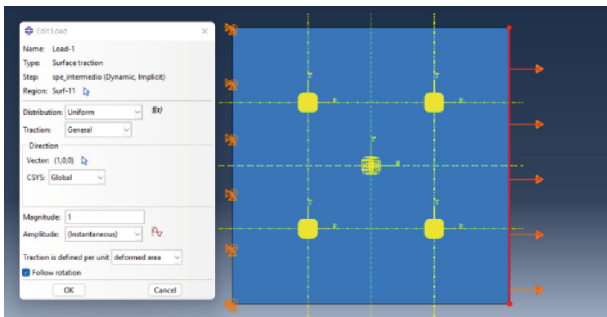 Edit Load
Name: Load-1
Type: Surface traction
Step: spe_intermedio (Dynamic, Implicit)
Region: Surf-11
Distribution: Uniform f(x)
Traction: General
Direction
Vector: (1,0,0)
CSYS: Global
Magnitude: 1
Amplitude: (Instantaneous)
Traction is defined per unit deformed area
Follow rotation
OK Cancel